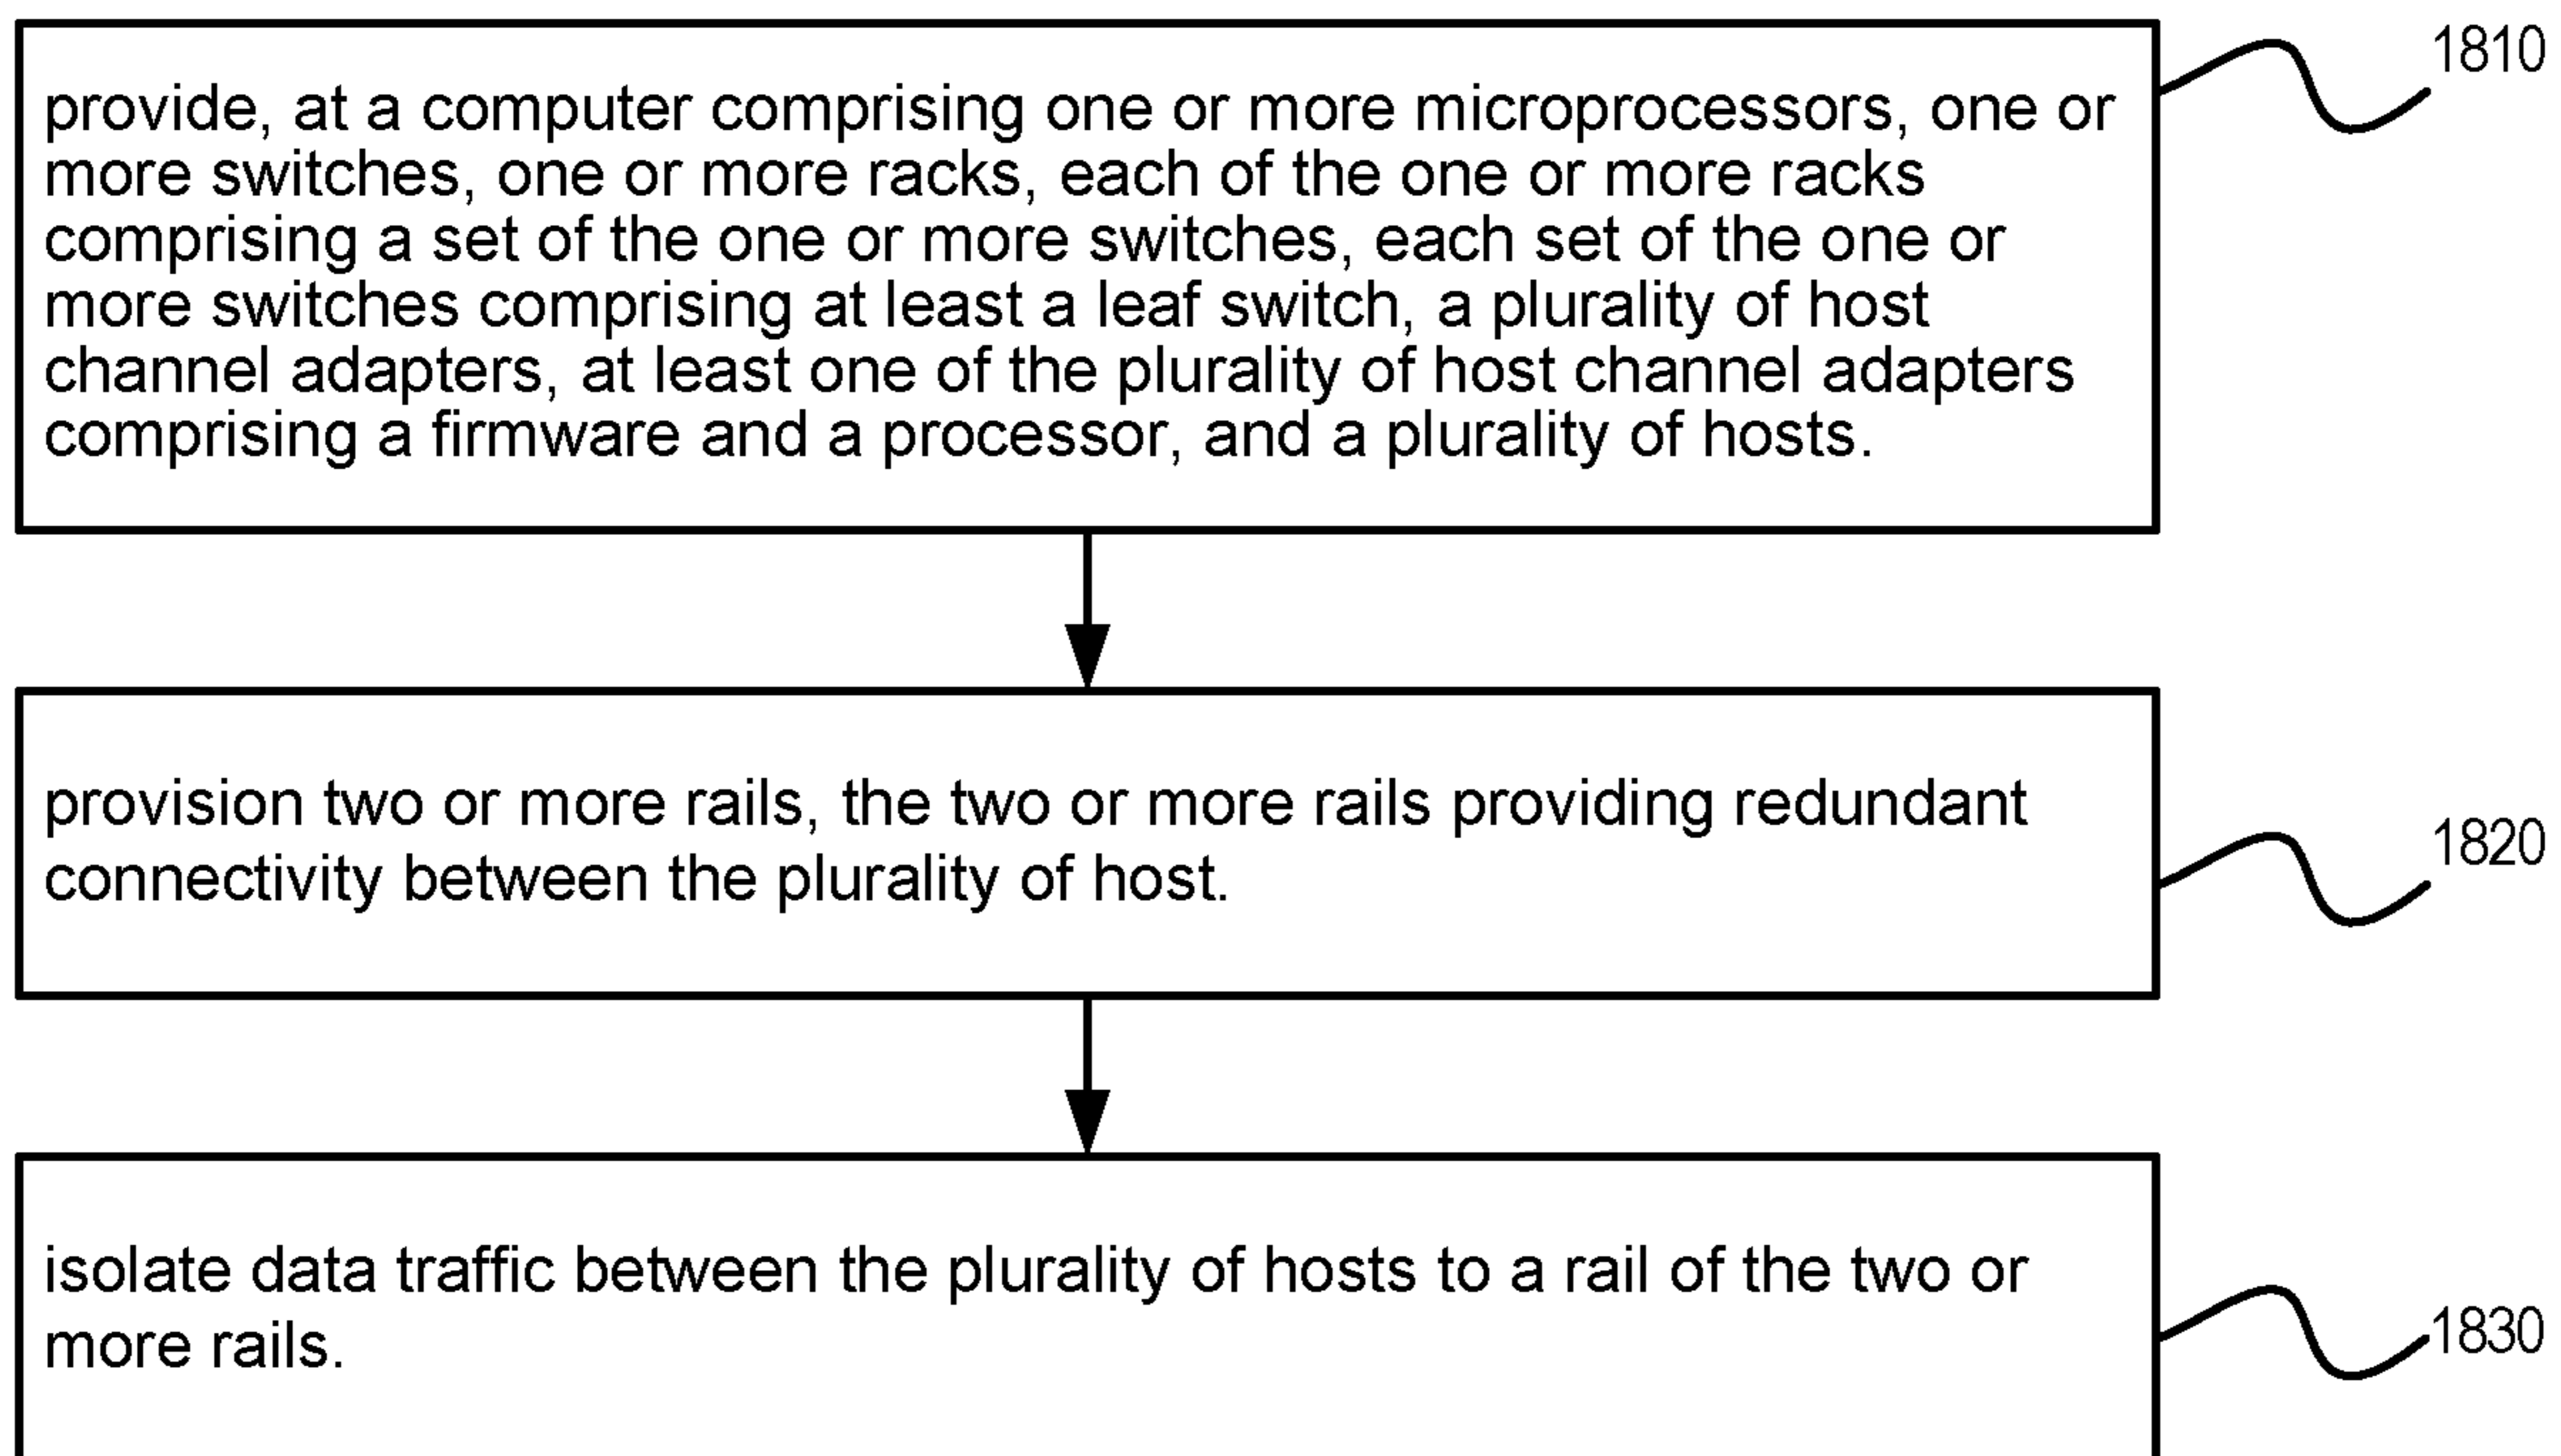 provide, at a computer comprising one or more microprocessors, one or
more switches, one or more racks, each of the one or more racks
comprising a set of the one or more switches, each set of the one or
more switches comprising at least a leaf switch, a plurality of host
channel adapters, at least one of the plurality of host channel adapters
comprising a firmware and a processor, and a plurality of hosts.
1810
provision two or more rails, the two or more rails providing redundant
connectivity between the plurality of host.
1820
isolate data traffic between the plurality of hosts to a rail of the two or
more rails.
1830